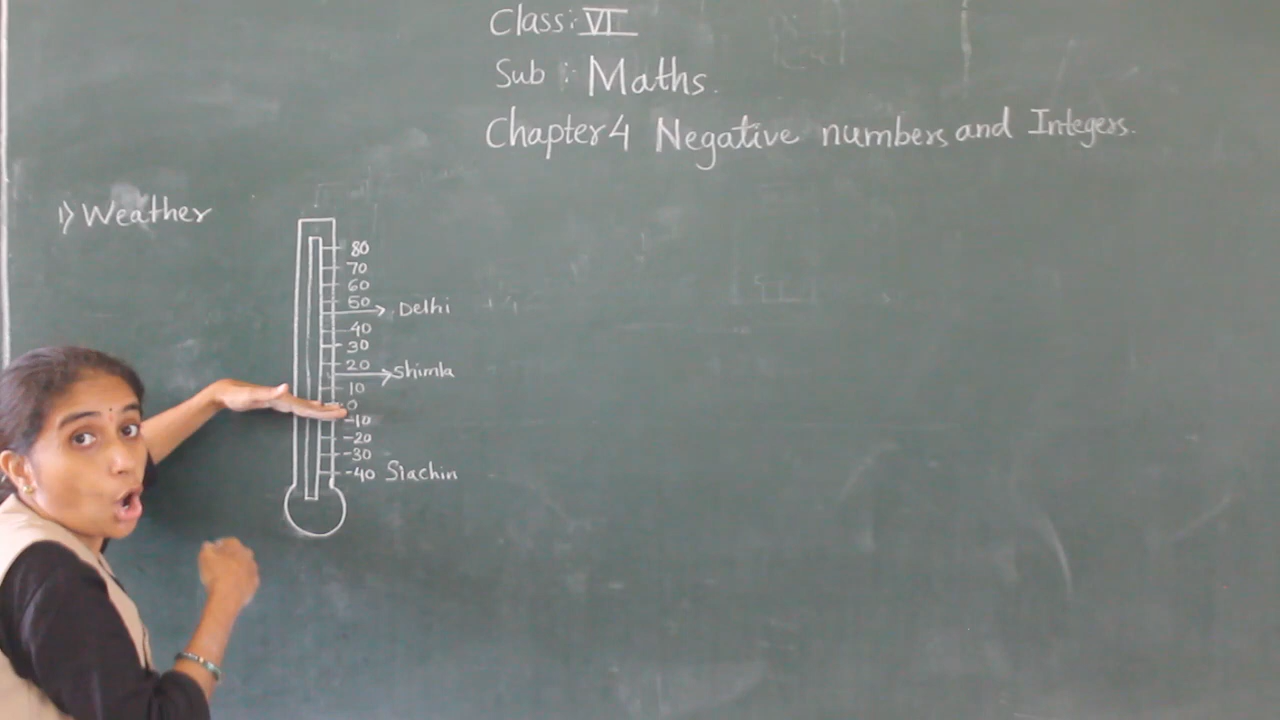 Class: VI
Sub : Maths.
Chapter 4 Negative numbers and Integers.
1) Weather
80
70
60
50
Delhi
40
30
20
Shimla
10
0
-10
-20
-30
-40 Siachin